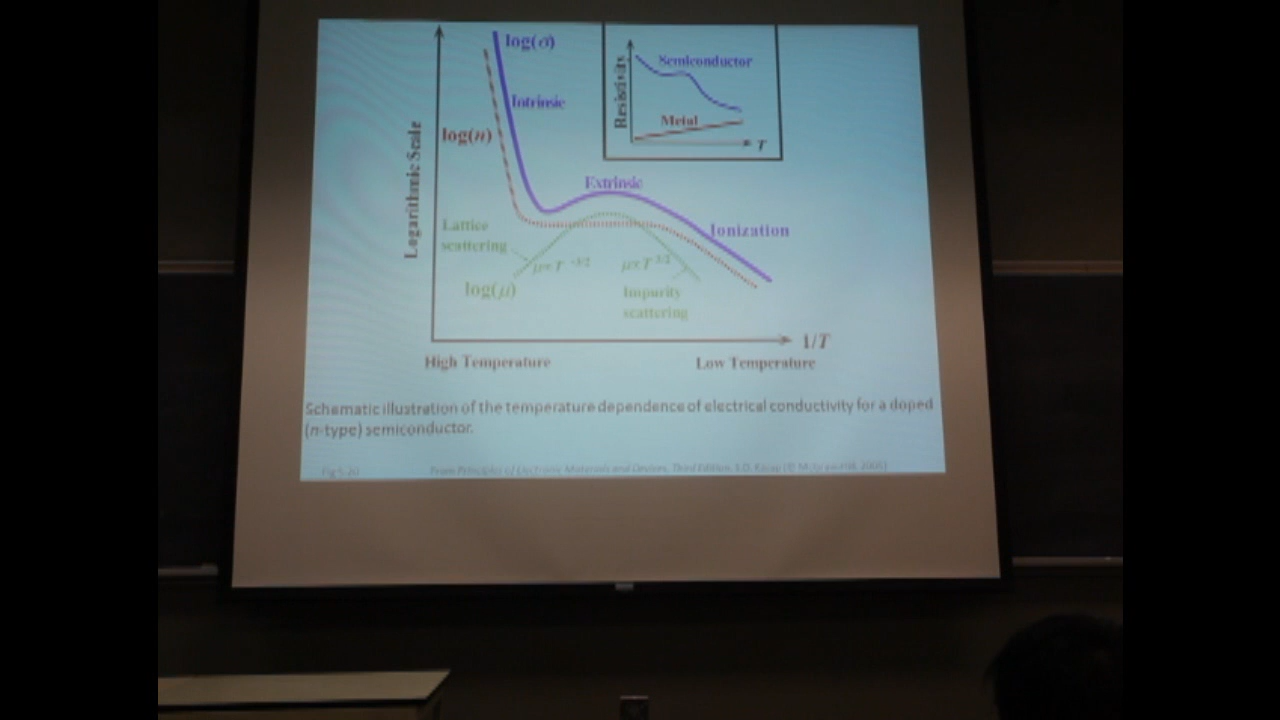 log(σ)
Semiconductor
Resistivity
Intrinsic
Metal
log(n)
T
Logarithmic Scale
Extrinsic
Lattice
scattering
Ionization
μ∝T^-3/2
μ∝T^3/2
log(μ)
Impurity
scattering
1/T
High Temperature
Low Temperature
Schematic illustration of the temperature dependence of electrical conductivity for a doped
(n-type) semiconductor.
Fig 5.20
From Principles of Electronic Materials and Devices, Third Edition, S.O. Kasap (© McGraw-Hill, 2005)